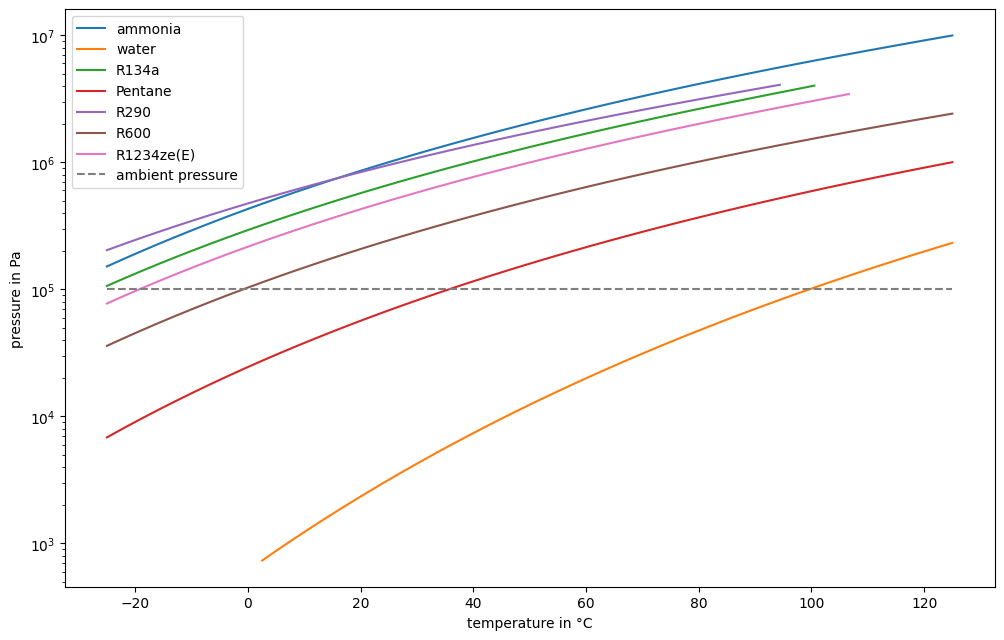 ammonia
water
R134a
Pentane
R290
R600
R1234ze(E)
ambient pressure
10^7
10^6
10^5
10^4
10^3
pressure in Pa
−20 0 20 40 60 80 100 120
temperature in °C